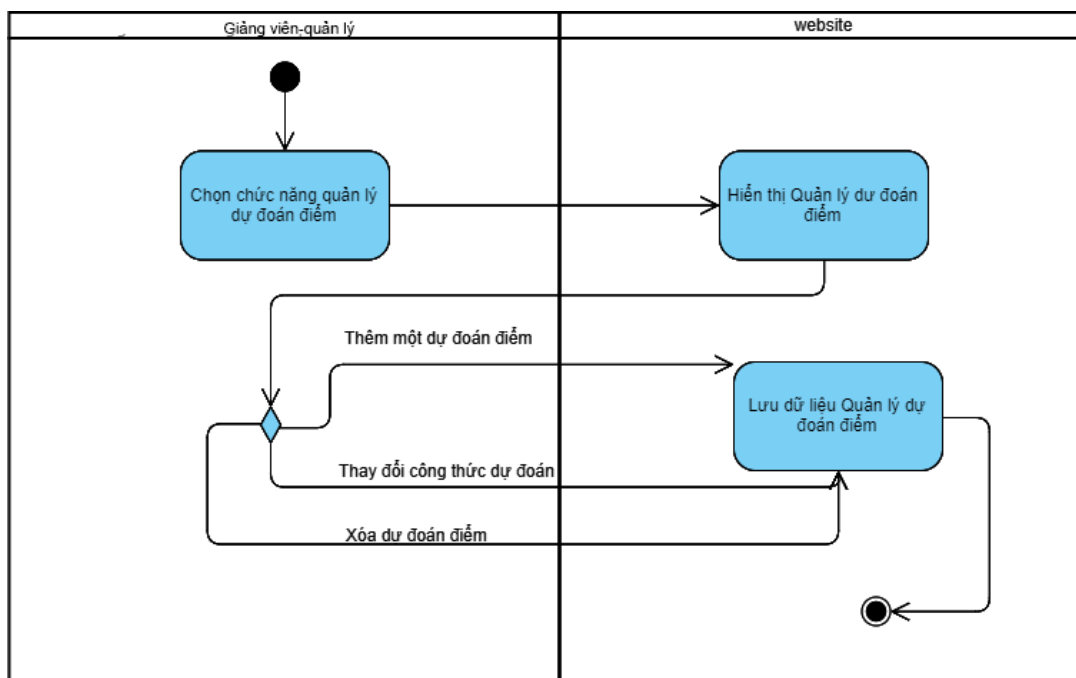 Giảng viên-quản lý
website
Chọn chức năng quản lý
dự đoán điểm
Hiển thị Quản lý dư đoán
điểm
Thêm một dự đoán điểm
Lưu dữ liệu Quản lý dự
đoán điểm
Thay đổi công thức dự đoán
Xóa dư đoán điểm